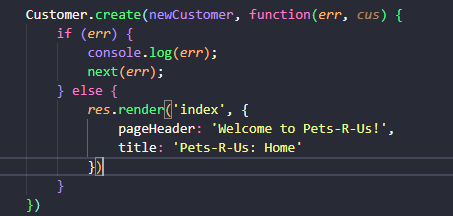 Customer.create(newCustomer, function(err, cus) {
    if (err) {
        console.log(err);
        next(err);
    } else {
        res.render('index', {
            pageHeader: 'Welcome to Pets-R-Us!',
            title: 'Pets-R-Us: Home'
        })
    }
})